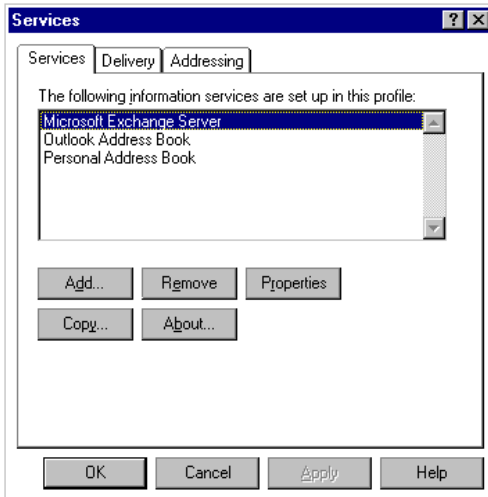 Services
Services Delivery Addressing
The following information services are set up in this profile:
Microsoft Exchange Server
Outlook Address Book
Personal Address Book
Add... Remove Properties
Copy... About...
OK Cancel Apply Help